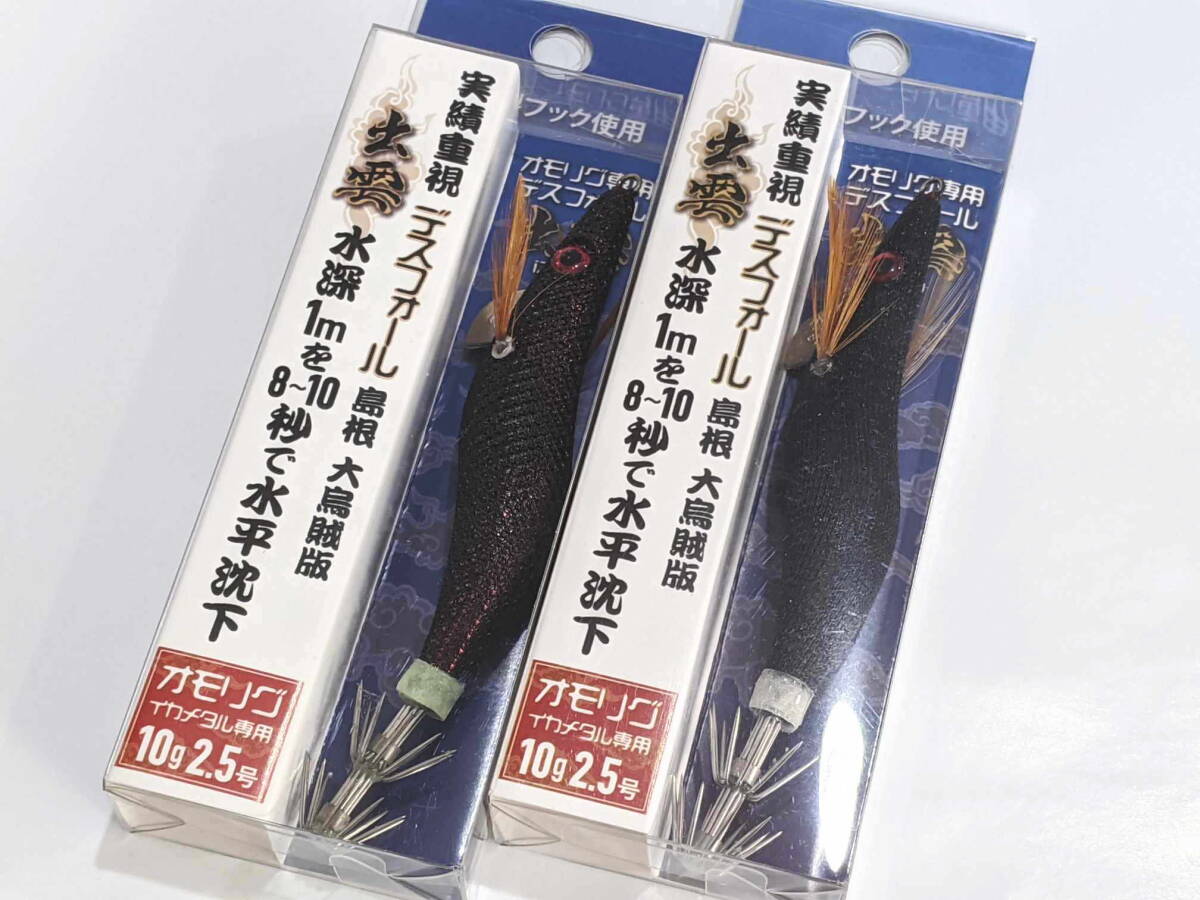 実績重視
出雲
デスフォール
島根 大烏賊版
水深1mを8~10秒で水平沈下
オモリグ
イカメタル専用
10g 2.5号
フック使用
オモリグ専用
デスフォール
実績重視
出雲
デスフォール
島根 大烏賊版
水深1mを8~10秒で水平沈下
オモリグ
イカメタル専用
10g 2.5号
フック使用
オモリグ専用
デスフォール